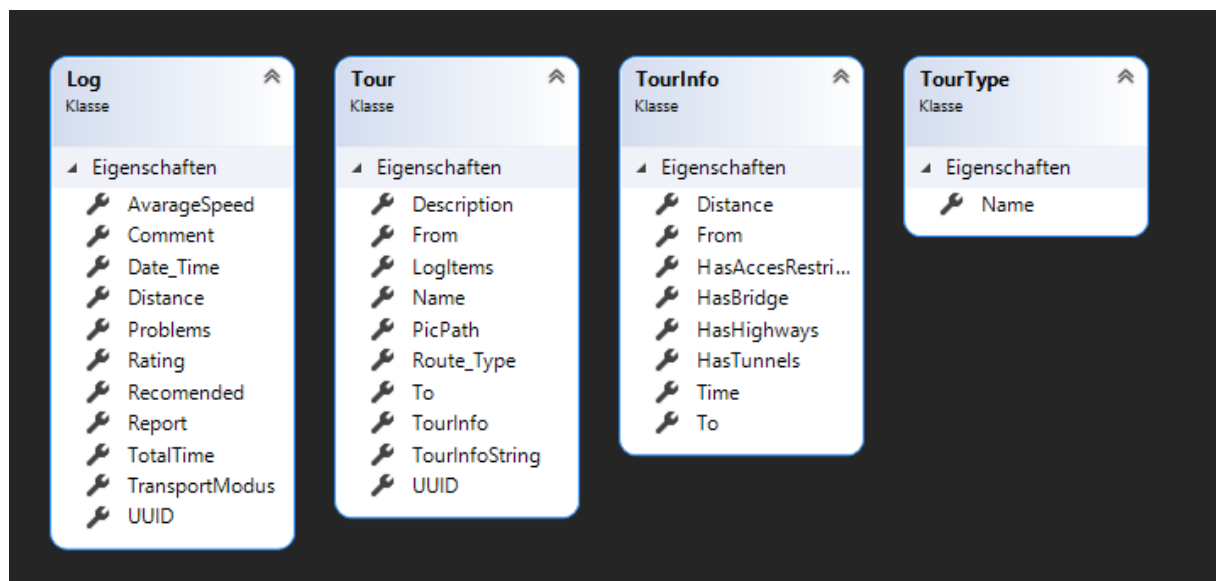 Log
Klasse
Eigenschaften
AvarageSpeed
Comment
Date_Time
Distance
Problems
Rating
Recomended
Report
TotalTime
TransportModus
UUID
Tour
Klasse
Eigenschaften
Description
From
LogItems
Name
PicPath
Route_Type
To
TourInfo
TourInfoString
UUID
TourInfo
Klasse
Eigenschaften
Distance
From
HasAccesRestri...
HasBridge
HasHighways
HasTunnels
Time
To
TourType
Klasse
Eigenschaften
Name